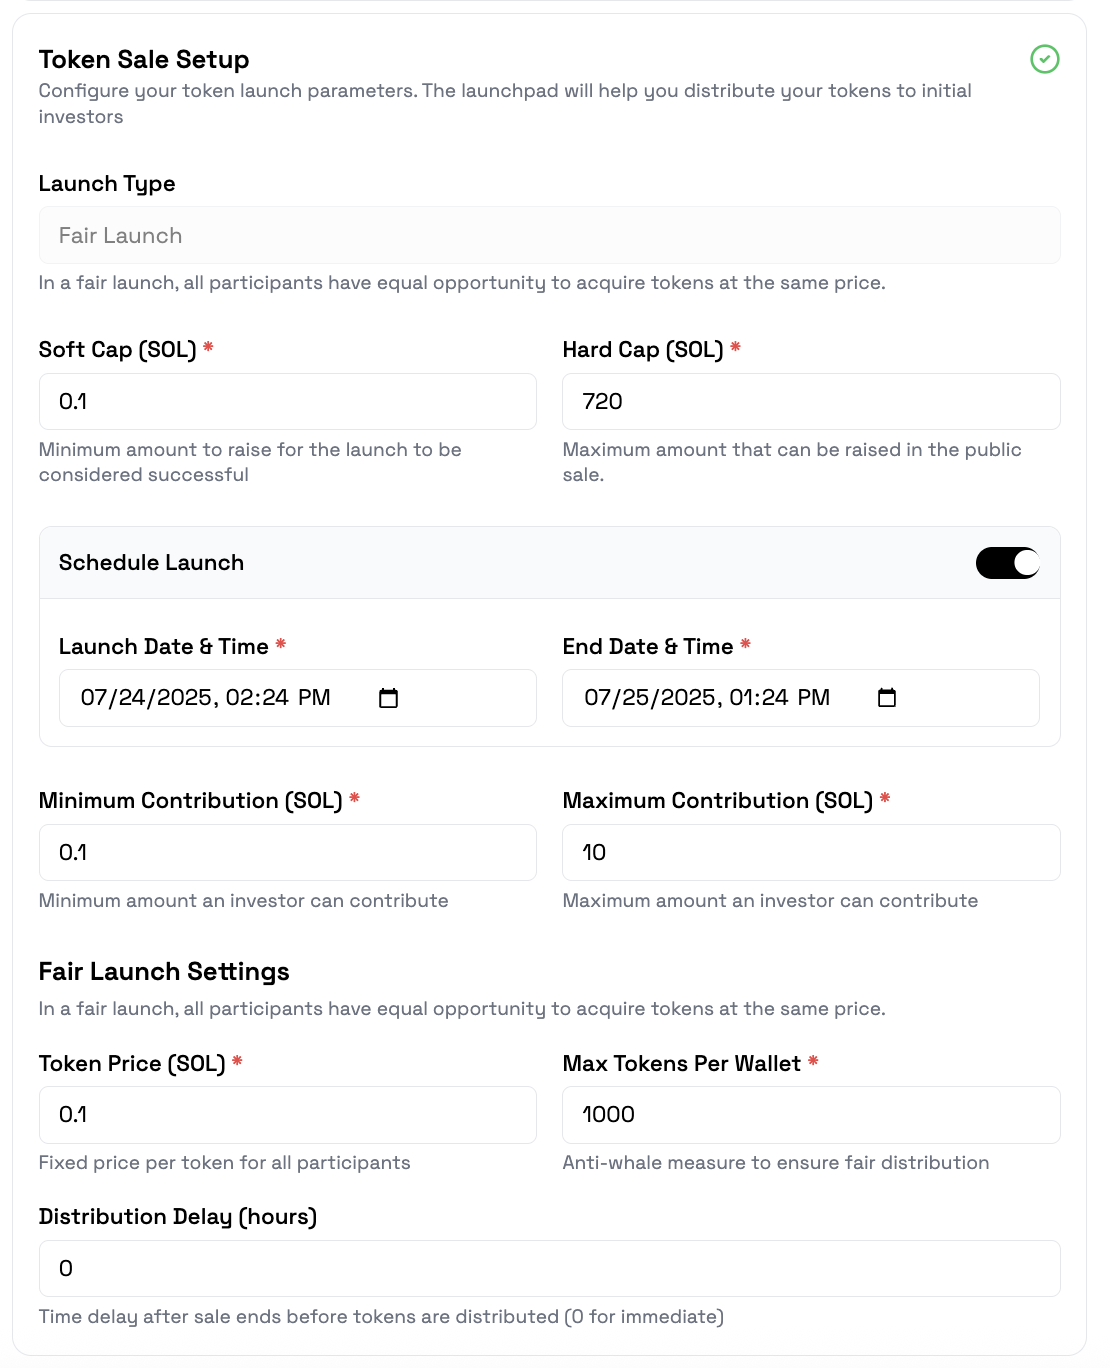 Token Sale Setup
Configure your token launch parameters. The launchpad will help you distribute your tokens to initial
investors
Launch Type
Fair Launch
In a fair launch, all participants have equal opportunity to acquire tokens at the same price.
Soft Cap (SOL) *
Hard Cap (SOL) *
0.1
720
Minimum amount to raise for the launch to be
considered successful
Maximum amount that can be raised in the public
sale.
Schedule Launch
Launch Date & Time *
End Date & Time *
07/24/2025, 02:24 PM
07/25/2025, 01:24 PM
Minimum Contribution (SOL) *
Maximum Contribution (SOL) *
0.1
10
Minimum amount an investor can contribute
Maximum amount an investor can contribute
Fair Launch Settings
In a fair launch, all participants have equal opportunity to acquire tokens at the same price.
Token Price (SOL) *
Max Tokens Per Wallet *
0.1
1000
Fixed price per token for all participants
Anti-whale measure to ensure fair distribution
Distribution Delay (hours)
0
Time delay after sale ends before tokens are distributed (0 for immediate)